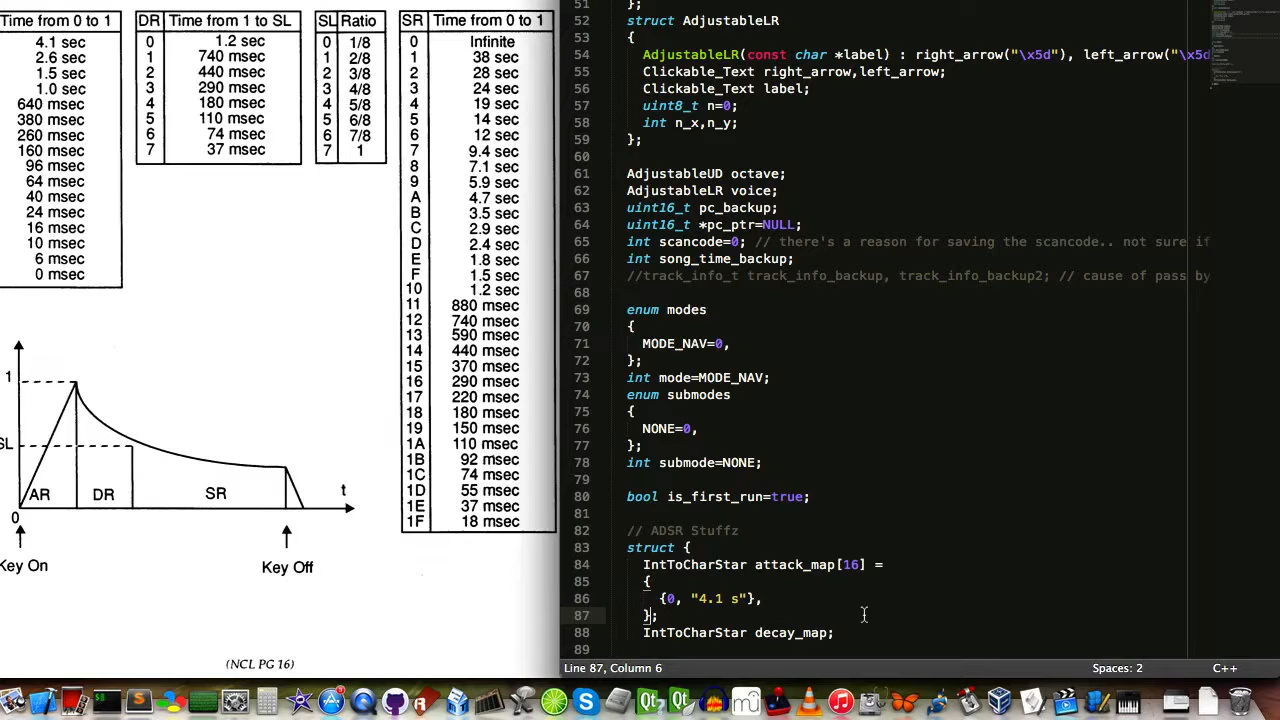 Time from 0 to 1
4.1 sec
2.6 sec
1.5 sec
1.0 sec
640 msec
380 msec
260 msec
160 msec
96 msec
64 msec
40 msec
24 msec
16 msec
10 msec
6 msec
0 msec
DR Time from 1 to SL
0 1.2 sec
1 740 msec
2 440 msec
3 290 msec
4 180 msec
5 110 msec
6 74 msec
7 37 msec
SL Ratio
0 1/8
1 2/8
2 3/8
3 4/8
4 5/8
5 6/8
6 7/8
7 1
SR Time from 0 to 1
0 Infinite
1 38 sec
2 28 sec
3 24 sec
4 19 sec
5 14 sec
6 12 sec
7 9.4 sec
8 7.1 sec
9 5.9 sec
A 4.7 sec
B 3.5 sec
C 2.9 sec
D 2.4 sec
E 1.8 sec
F 1.5 sec
10 1.2 sec
11 880 msec
12 740 msec
13 590 msec
14 440 msec
15 370 msec
16 290 msec
17 220 msec
18 180 msec
19 150 msec
1A 110 msec
1B 92 msec
1C 74 msec
1D 55 msec
1E 37 msec
1F 18 msec
1
SL
AR DR SR t
0
Key On Key Off
(NCL PG 16)
51 };
52 struct AdjustableLR
53 {
54 AdjustableLR(const char *label) : right_arrow("\x5d"), left_arrow("\x5d
55 Clickable_Text right_arrow,left_arrow;
56 Clickable_Text label;
57 uint8_t n=0;
58 int n_x,n_y;
59 };
60
61 AdjustableUD octave;
62 AdjustableLR voice;
63 uint16_t pc_backup;
64 uint16_t *pc_ptr=NULL;
65 int scancode=0; // there's a reason for saving the scancode.. not sure if
66 int song_time_backup;
67 //track_info_t track_info_backup, track_info_backup2; // cause of pass by
68
69 enum modes
70 {
71 MODE_NAV=0,
72 };
73 int mode=MODE_NAV;
74 enum submodes
75 {
76 NONE=0,
77 };
78 int submode=NONE;
79
80 bool is_first_run=true;
81
82 // ADSR Stuffz
83 struct {
84 IntToCharStar attack_map[16] =
85 {
86 {0, "4.1 s"},
87 };
88 IntToCharStar decay_map;
89
Line 87, Column 6 Spaces: 2 C++